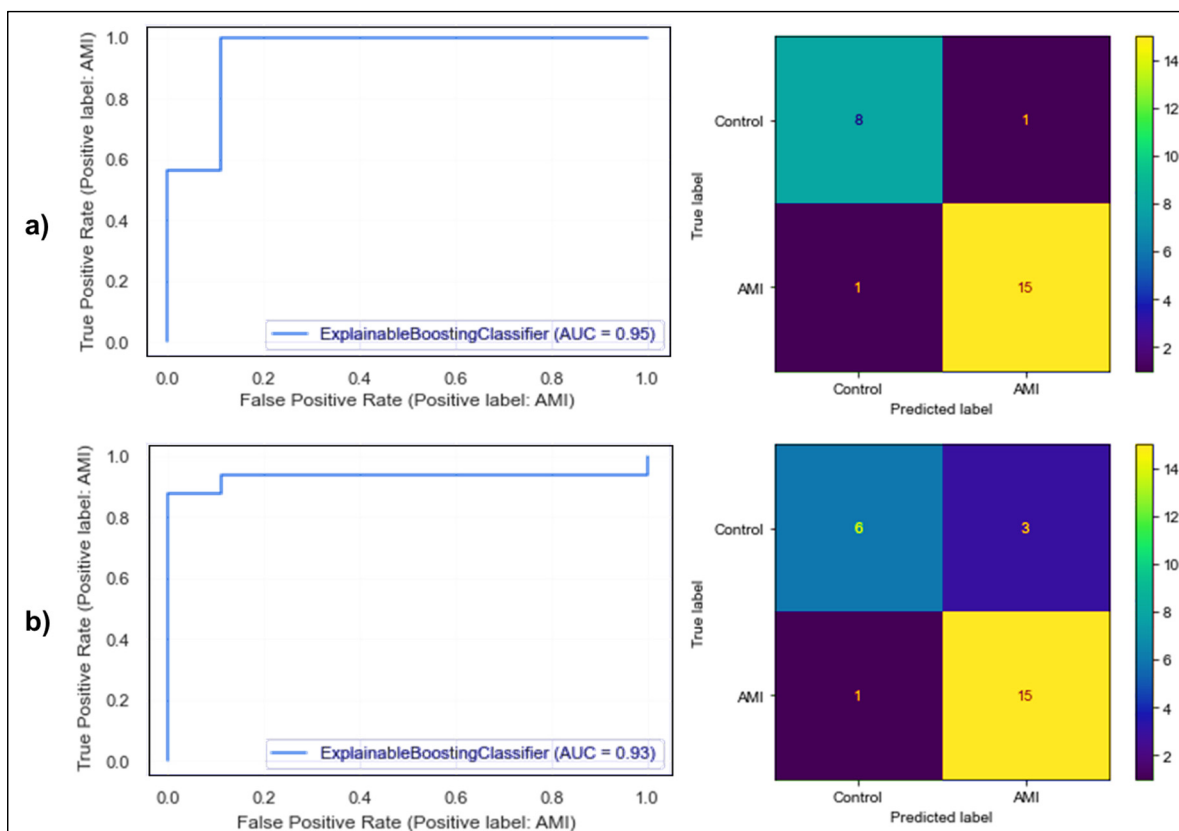 a)
True Positive Rate (Positive label: AMI)
1.0
0.8
0.6
0.4
0.2
0.0
ExplainableBoostingClassifier (AUC = 0.95)
0.0 0.2 0.4 0.6 0.8 1.0
False Positive Rate (Positive label: AMI)
True label
Control
AMI
8 1
1 15
Control AMI
Predicted label
14
12
10
8
6
4
2
b)
True Positive Rate (Positive label: AMI)
1.0
0.8
0.6
0.4
0.2
0.0
ExplainableBoostingClassifier (AUC = 0.93)
0.0 0.2 0.4 0.6 0.8 1.0
False Positive Rate (Positive label: AMI)
True label
Control
AMI
6 3
1 15
Control AMI
Predicted label
14
12
10
8
6
4
2